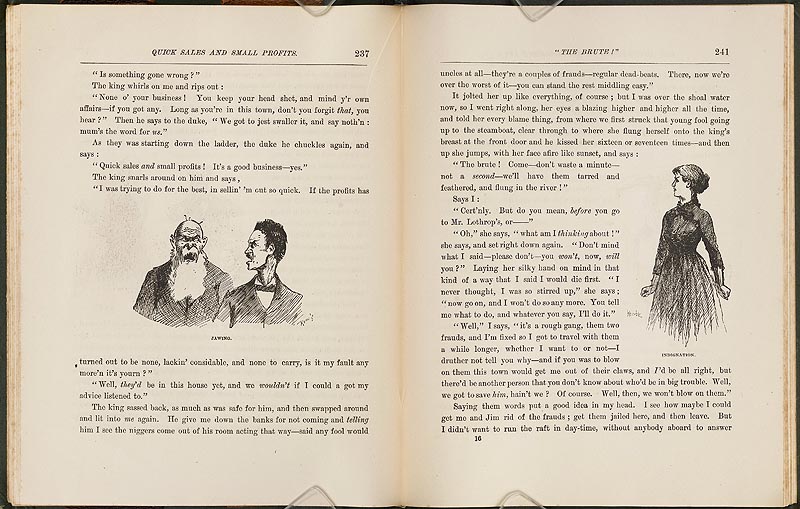 QUICK SALES AND SMALL PROFITS. 237
" Is something gone wrong ? "
The king whirls on me and rips out :
" None o' your business ! You keep your head shet, and mind y'r own
affairs—if you got any. Long as you're in this town, don't you forgit that, you
hear ? " Then he says to the duke, " We got to jest swaller it, and say noth'n :
mum's the word for us."
As they was starting down the ladder, the duke he chuckles again, and
says :
" Quick sales and small profits ! It's a good business—yes."
The king snarls around on him and says,
" I was trying to do for the best, in sellin' 'm out so quick. If the profits has
JAWING.
turned out to be none, lackin' considable, and none to carry, is it my fault any
more'n it's yourn ? "
" Well, they'd be in this house yet, and we wouldn't if I could a got my
advice listened to."
The king sassed back, as much as was safe for him, and then swapped around
and lit into me again. He give me down the banks for not coming and telling
him I see the niggers come out of his room acting that way—said any fool would
" THE BRUTE ! " 241
uncles at all—they're a couples of frauds—regular dead-beats. There, now we're
over the worst of it—you can stand the rest middling easy."
It jolted her up like everything, of course ; but I was over the shoal water
now, so I went right along, her eyes a blazing higher and higher all the time,
and told her every blame thing, from where we first struck that young fool going
up to the steamboat, clear through to where she flung herself onto the king's
breast at the front door and he kissed her sixteen or seventeen times—and then
up she jumps, with her face afire like sunset, and says :
" The brute ! Come—don't waste a minute—
not a second—we'll have them tarred and
feathered, and flung in the river ! "
Says I :
" Cert'nly. But do you mean, before you go
to Mr. Lothrop's, or—— "
" Oh," she says, " what am I thinking about ! "
she says, and set right down again. " Don't mind
what I said—please don't—you won't, now, will
you ? " Laying her silky hand on mine in that
kind of a way that I said I would die first. " I
never thought, I was so stirred up," she says ;
" now go on, and I won't do so any more. You tell
me what to do, and whatever you say, I'll do it."
" Well," I says, " it's a rough gang, them two
frauds, and I'm fixed so I got to travel with them
a while longer, whether I want to or not—I
druther not tell you why—and if you was to blow
on them this town would get me out of their claws, and I'd be all right, but
there'd be another person that you don't know about who'd be in big trouble. Well,
we got to save him, hain't we ? Of course. Well, then, we won't blow on them."
INDIGNATION.
Saying them words put a good idea in my head. I see how maybe I could
get me and Jim rid of the frauds ; get them jailed here, and then leave. But
I didn't want to run the raft in day-time, without anybody aboard to answer
16